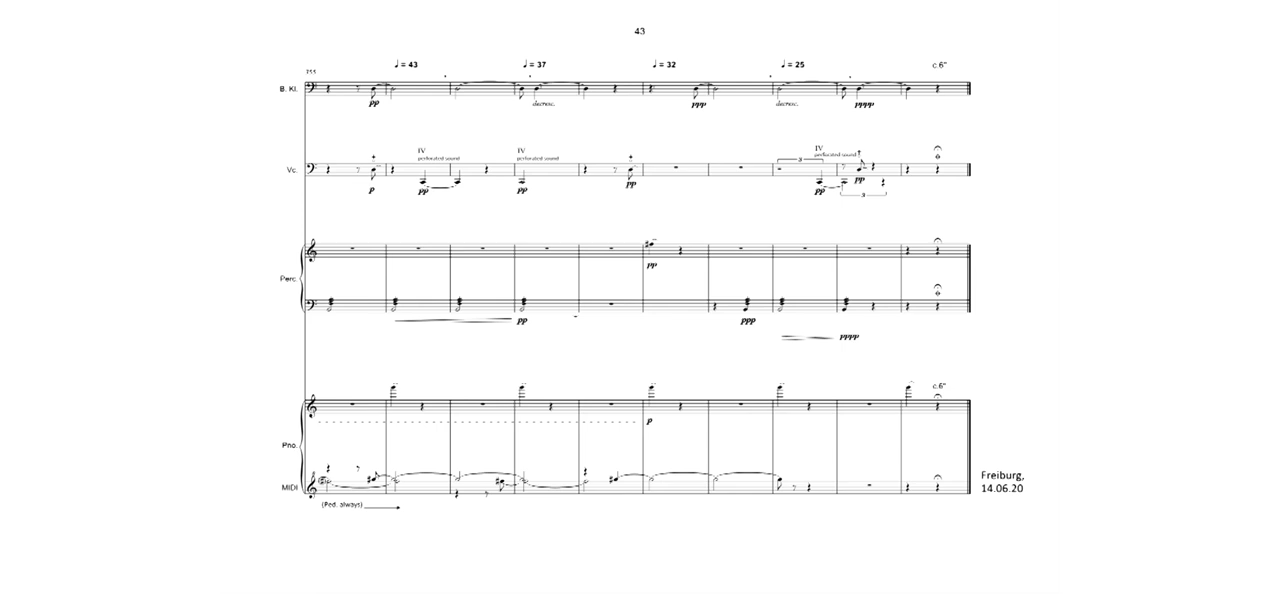 43
♩ = 43 ♩ = 37 ♩ = 32 ♩ = 25 c.6"
255
B. Kl.
pp decresc. ppp decresc. pppp
IV IV IV
perforated sound perforated sound perforated sound
Vc.
p pp pp pp pp pp
3 3
Perc.
pp
pp ppp
pppp
c.6"
p
Pno.
MIDI
(Ped. always)
Freiburg,
14.06.20